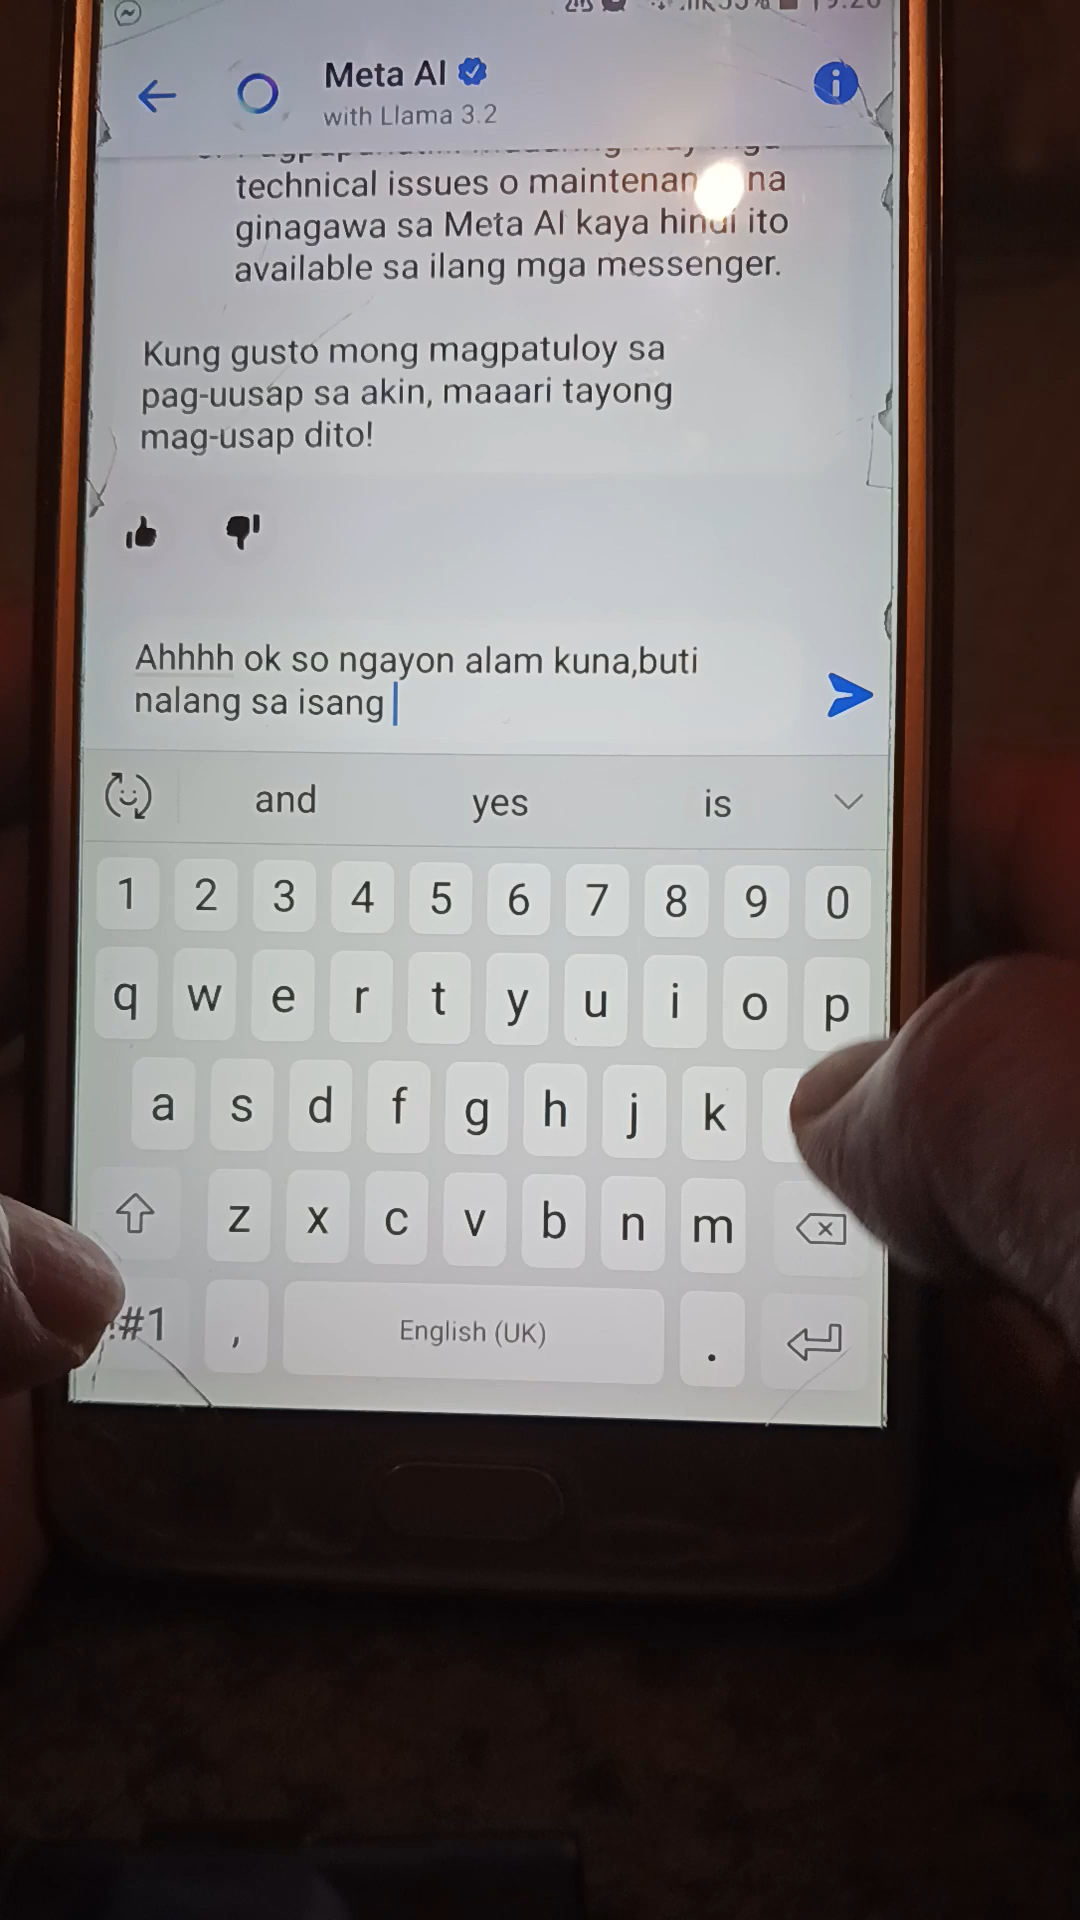 Meta AI
with Llama 3.2
technical issues o na
ginagawa sa Meta AI kaya hindi ito
available sa ilang mga messenger.
Kung gusto mong magpatuloy sa
pag-uusap sa akin, maaari tayong
mag-usap dito!
Ahhhh ok so ngayon alam kuna,buti
nalang sa isang
and yes is
1 2 3 4 5 6 7 8 9 0
q w e r t y u i o p
a s d f g h j k
z x c v b n m
!#1 , English (UK) .